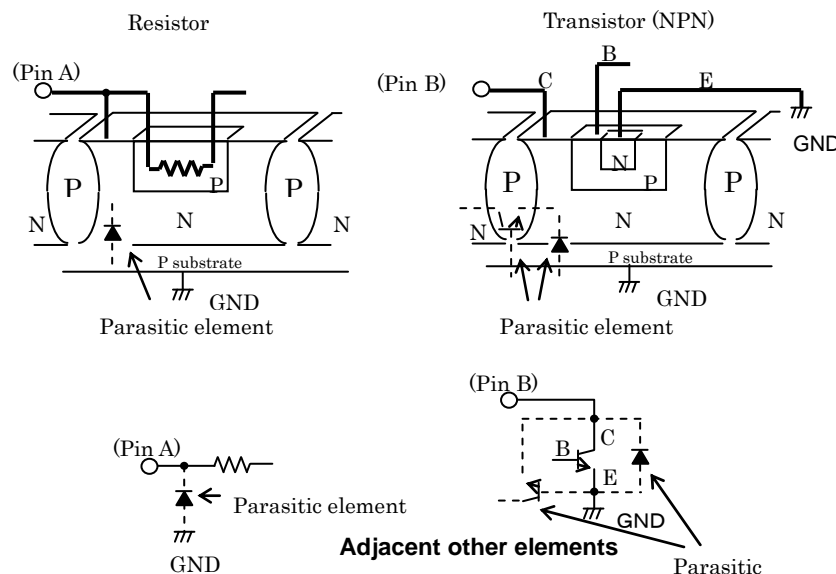 Resistor
Transistor (NPN)
(Pin A)
P
P
P
N
N
N
P substrate
GND
Parasitic element
(Pin B)
C
B
E
GND
P
N
P
P
N
N
N
P substrate
GND
Parasitic element
(Pin A)
Parasitic element
GND
(Pin B)
C
B
E
GND
Adjacent other elements
Parasitic